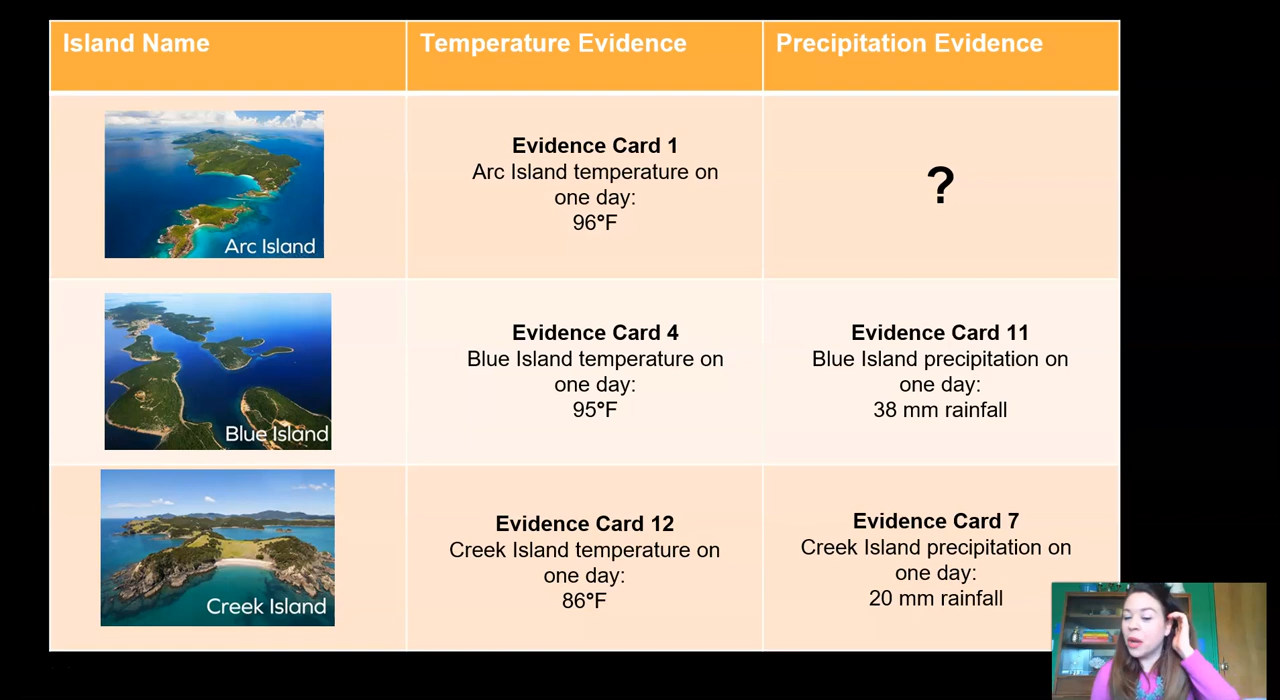 Island Name
Temperature Evidence
Precipitation Evidence
Arc Island
Evidence Card 1
Arc Island temperature on
one day:
96°F
?
Blue Island
Evidence Card 4
Blue Island temperature on
one day:
95°F
Evidence Card 11
Blue Island precipitation on
one day:
38 mm rainfall
Creek Island
Evidence Card 12
Creek Island temperature on
one day:
86°F
Evidence Card 7
Creek Island precipitation on
one day:
20 mm rainfall